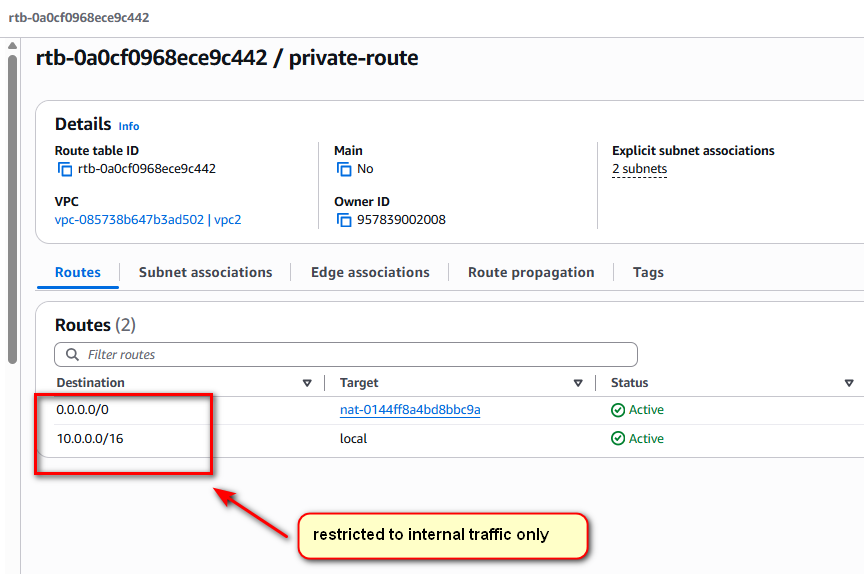 rtb-0a0cf0968ece9c442
rtb-0a0cf0968ece9c442 / private-route
Details Info
Route table ID
rtb-0a0cf0968ece9c442
Main
No
Explicit subnet associations
2 subnets
VPC
vpc-085738b647b3ad502 | vpc2
Owner ID
957839002008
Routes
Subnet associations
Edge associations
Route propagation
Tags
Routes (2)
Filter routes
Destination
Target
Status
0.0.0.0/0
nat-0144ff8a4bd8bbc9a
Active
10.0.0.0/16
local
Active
restricted to internal traffic only